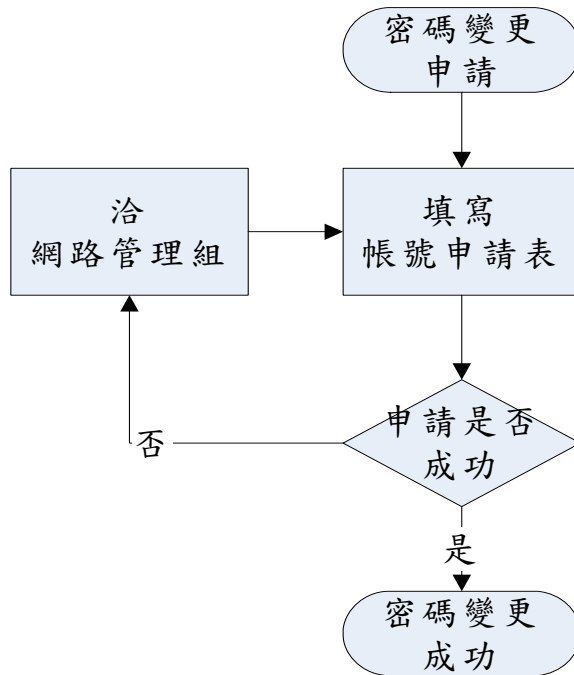 密碼變更
申請
洽
網路管理組
填寫
帳號申請表
申請是否
成功
否
是
密碼變更
成功